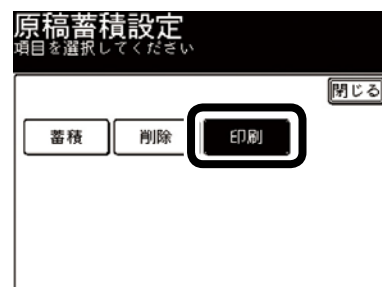 原稿蓄積設定
項目を選択してください
閉じる
蓄積 削除 印刷